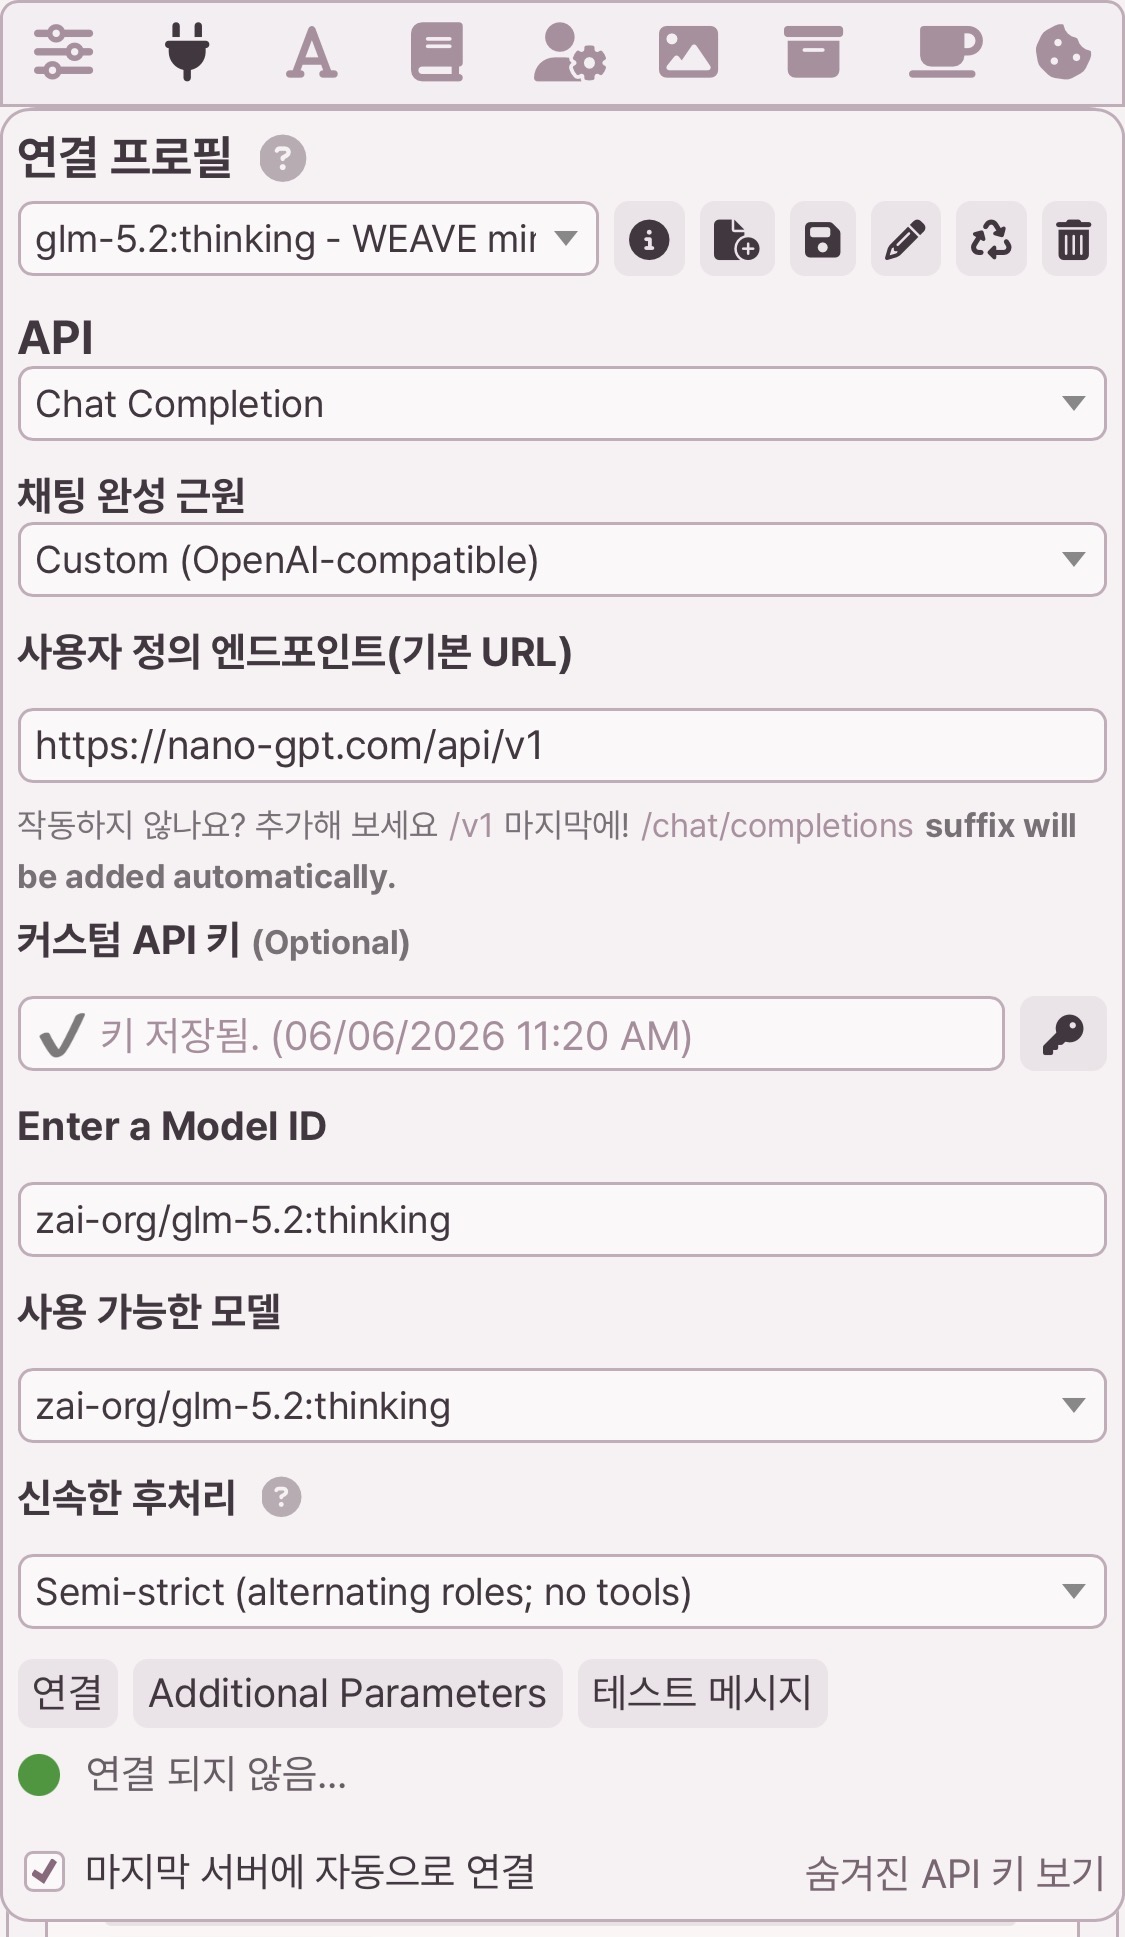 연결 프로필
glm-5.2:thinking - WEAVE
API
Chat Completion
채팅 완성 근원
Custom (OpenAI-compatible)
사용자 정의 엔드포인트(기본 URL)
https://nano-gpt.com/api/v1
작동하지 않나요? 추가해 보세요 /v1 마지막에! /chat/completions suffix will
be added automatically.
커스텀 API 키 (Optional)
✔ 키 저장됨. (06/06/2026 11:20 AM)
Enter a Model ID
zai-org/glm-5.2:thinking
사용 가능한 모델
zai-org/glm-5.2:thinking
신속한 후처리
Semi-strict (alternating roles; no tools)
연결 Additional Parameters 테스트 메시지
연결 되지 않음...
마지막 서버에 자동으로 연결 숨겨진 API 키 보기